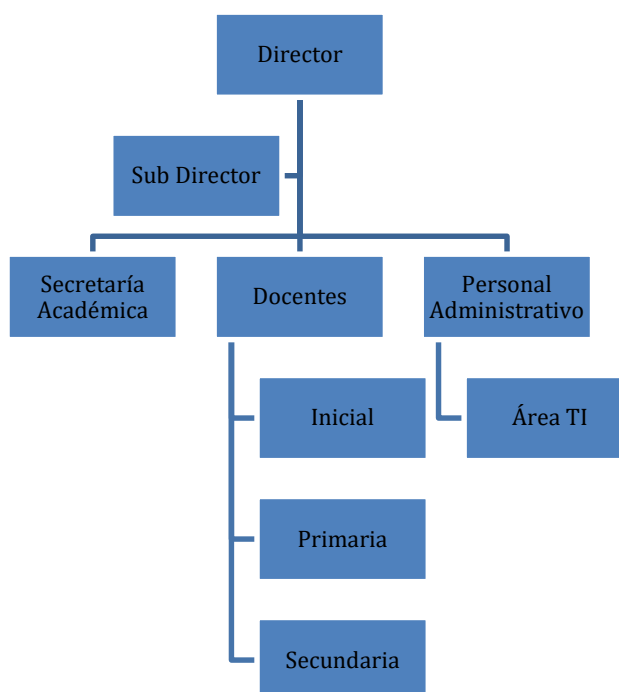 Director
Sub Director
Secretaría
Académica
Docentes
Personal
Administrativo
Inicial
Área TI
Primaria
Secundaria